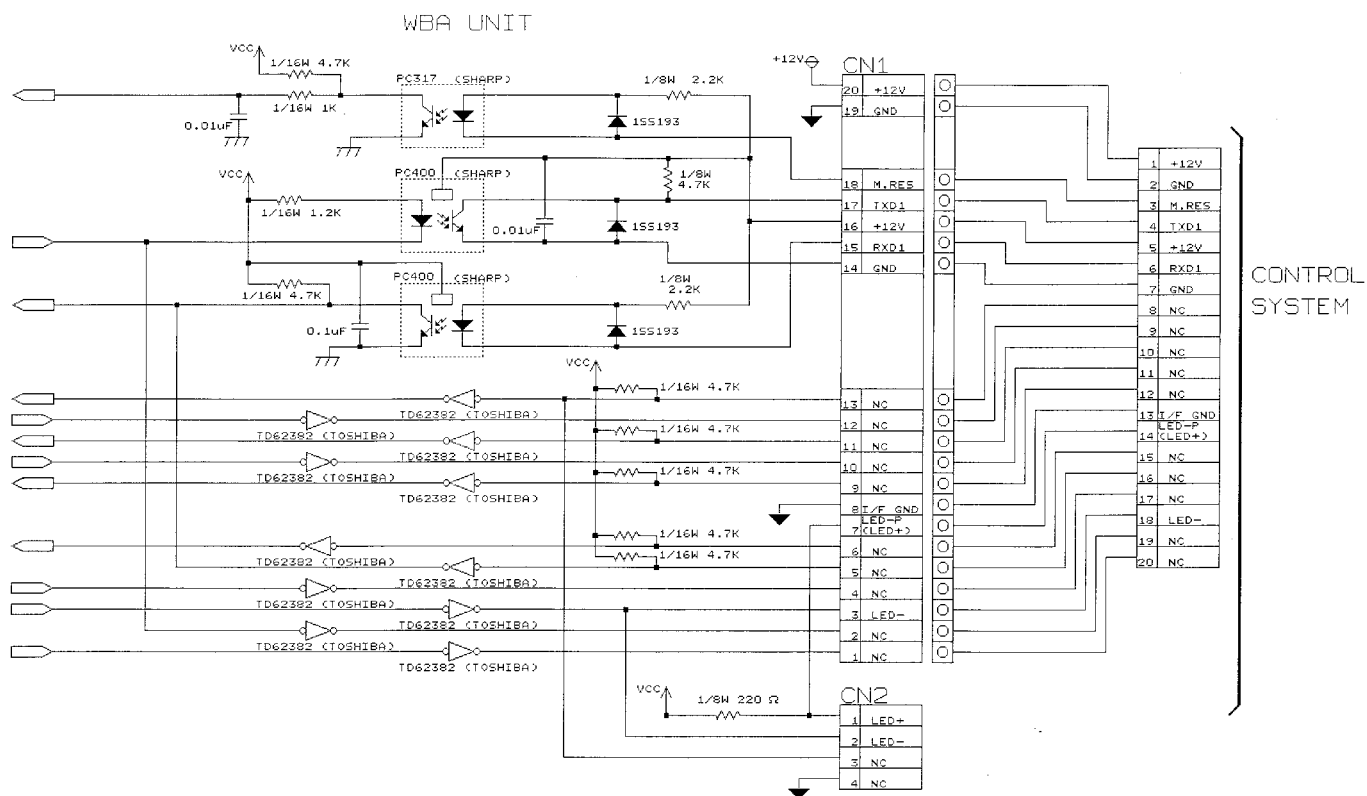 WBA UNIT
VCC
1/16W 4.7K
1/16W 1K
0.01uF
PC317 (SHARP)
1/8W 2.2K
1SS193
VCC
PC400 (SHARP)
1/16W 1.2K
0.01uF
1/8W
4.7K
1SS193
PC400 (SHARP)
1/16W 4.7K
0.1uF
1/8W
2.2K
1SS193
+12V
CN1
20 +12V
19 GND
18 M.RES
17 TXD1
16 +12V
15 RXD1
14 GND
13 NC
12 NC
11 NC
10 NC
9 NC
8 I/F GND
7 LED-P
(LED+)
6 NC
5 NC
4 NC
3 LED-
2 NC
1 NC
VCC
1/16W 4.7K
1/16W 4.7K
1/16W 4.7K
1/16W 4.7K
1/16W 4.7K
TD62382 (TOSHIBA)
TD62382 (TOSHIBA)
TD62382 (TOSHIBA)
TD62382 (TOSHIBA)
TD62382 (TOSHIBA)
TD62382 (TOSHIBA)
TD62382 (TOSHIBA)
TD62382 (TOSHIBA)
TD62382 (TOSHIBA)
TD62382 (TOSHIBA)
TD62382 (TOSHIBA)
VCC
1/8W 220 Ω
CN2
1 LED+
2 LED-
3 NC
4 NC
1 +12V
2 GND
3 M.RES
4 TXD1
5 +12V
6 RXD1
7 GND
8 NC
9 NC
10 NC
11 NC
12 NC
13 I/F GND
14 LED-P
(LED+)
15 NC
16 NC
17 NC
18 LED-
19 NC
20 NC
CONTROL
SYSTEM